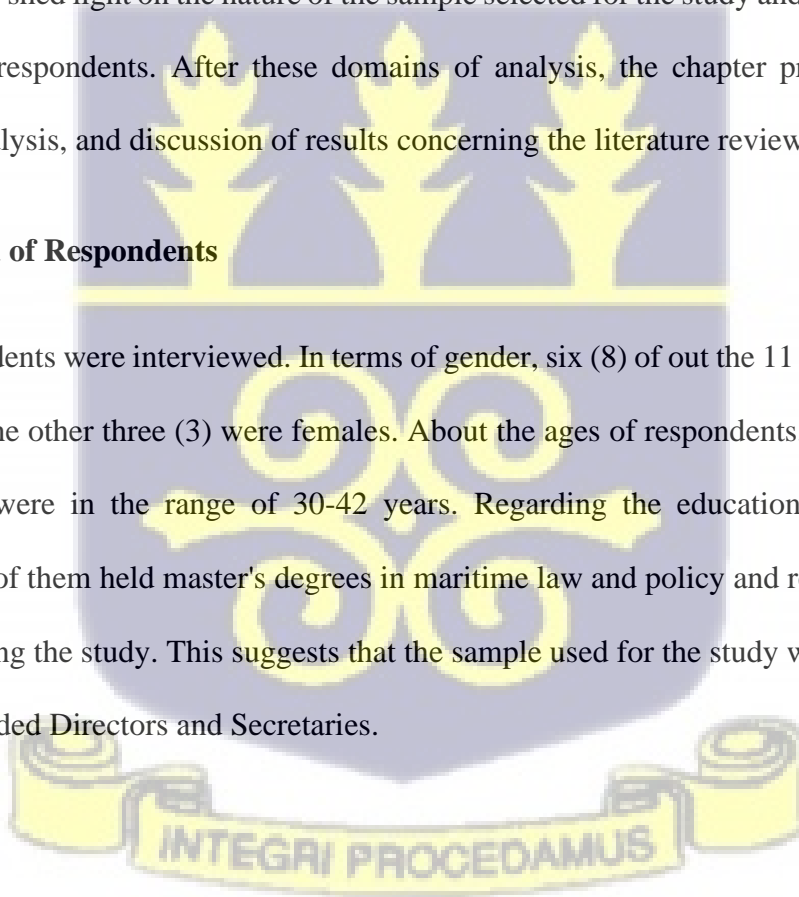 shed light on the nature of the sample selected for the study and
respondents. After these domains of analysis, the chapter pr
lysis, and discussion of results concerning the literature review
of Respondents
dents were interviewed. In terms of gender, six (8) of out the 11
ne other three (3) were females. About the ages of respondents
were in the range of 30-42 years. Regarding the education
of them held master's degrees in maritime law and policy and r
ng the study. This suggests that the sample used for the study w
ded Directors and Secretaries.
INTEGRI PROCEDAMUS